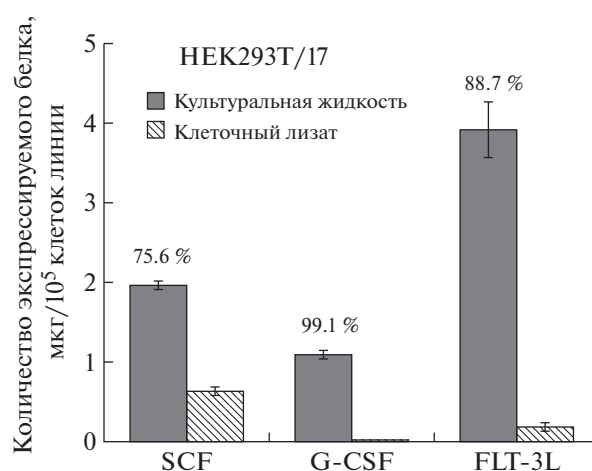 Количество экспрессируемого белка,
мкг/10⁵ клеток линии
HEK293T/17
Культуральная жидкость
Клеточный лизат
5
4
3
2
1
0
75.6 %
99.1 %
88.7 %
SCF
G-CSF
FLT-3L